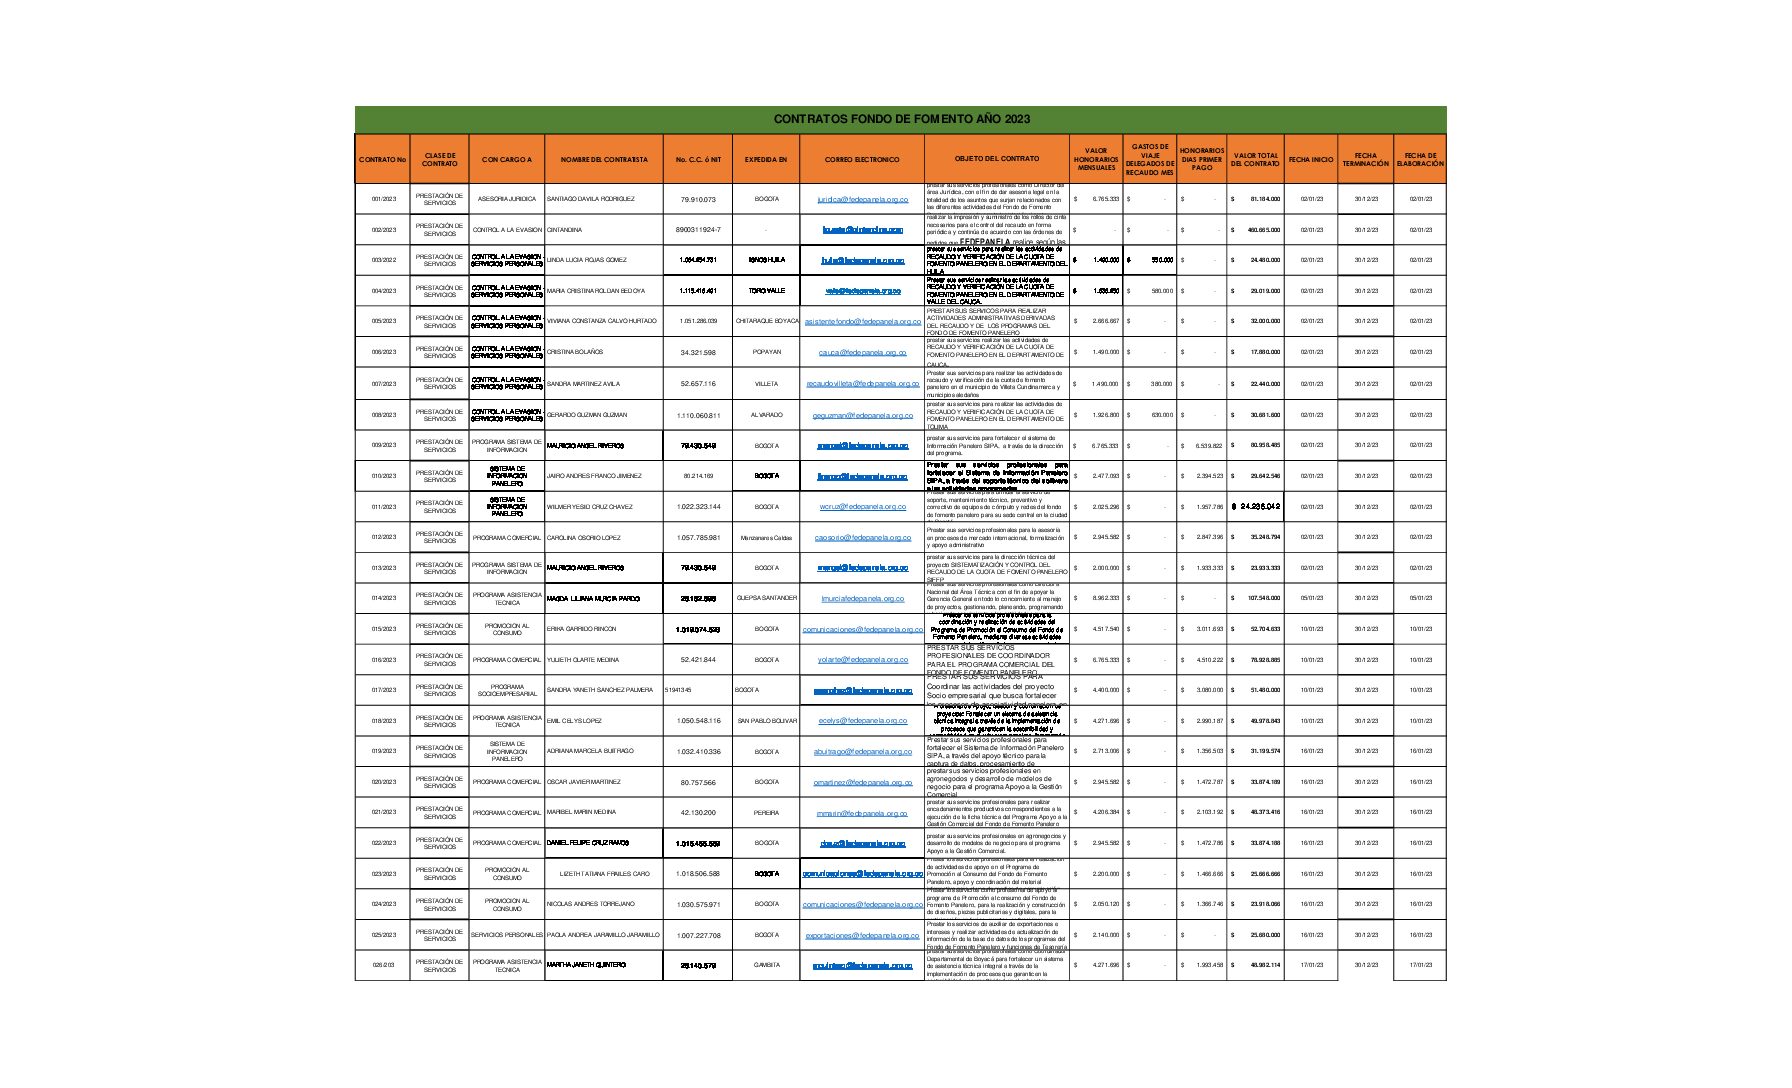 CONTRATOS FONDO DE FOMENTO AÑO 2023
CONTRATO No CLASE DE CONTRATO CON CARGO A NOMBRE DEL CONTRATISTA No. C.C. ó NIT EXPEDIDA EN CORREO ELECTRONICO OBJETO DEL CONTRATO VALOR HONORARIOS MENSUALES GASTOS DE VIAJE DELEGADOS DE RECAUDO MES HONORARIOS DIAS PRIMER PAGO VALOR TOTAL DEL CONTRATO FECHA INICIO FECHA TERMINACIÓN FECHA DE ELABORACIÓN
001/2023 PRESTACIÓN DE SERVICIOS ASESORIA JURIDICA SANTIAGO DAVILA RODRIGUEZ 79.910.073 BOGOTA juridica@fedepanela.org.co prestar sus servicios profesionales como Director de área Jurídica, con el fin de dar asesoría legal en la totalidad de los asuntos que surjan relacionados con las diferentes actividades del Fondo de Fomento $ 6.765.333 $ - $ - $ 81.184.000 02/01/23 30/12/23 02/01/23
002/2023 PRESTACIÓN DE SERVICIOS CONTROL A LA EVASION CINTANDINA 8900311924-7 - realizar la impresión y suministro de los rollos de cinta necesarios para el control del recaudo en forma periódica y continúa de acuerdo con las órdenes de pedidos que FEDEPANELA realice según las $ - $ - $ - $ 460.665.000 02/01/23 30/12/23 02/01/23
003/2022 PRESTACIÓN DE SERVICIOS CONTROL A LA EVASION - SERVICIOS PERSONALES LINDA LUCIA ROJAS GOMEZ ISNOS HUILA huila@fedepanela.org.co prestar sus servicios para realizar las actividades de RECAUDO Y VERIFICACIÓN DE LA CUOTA DE FOMENTO PANELERO EN EL DEPARTAMENTO DEL HUILA $ 1.490.000 $ 550.000 $ - $ 24.480.000 02/01/23 30/12/23 02/01/23
004/2023 PRESTACIÓN DE SERVICIOS CONTROL A LA EVASION - SERVICIOS PERSONALES MARIA CRISTINA ROLDAN BEDOYA TORO VALLE valle@fedepanela.org.co Prestar sus servicios realizar las actividades de RECAUDO Y VERIFICACIÓN DE LA CUOTA DE FOMENTO PANELERO EN EL DEPARTAMENTO DE VALLE DEL CAUCA. $ $ 580.000 $ - $ 29.019.000 02/01/23 30/12/23 02/01/23
005/2023 PRESTACIÓN DE SERVICIOS CONTROL A LA EVASION - SERVICIOS PERSONALES VIVIANA CONSTANZA CALVO HURTADO 1.051.286.039 CHITARAQUE BOYACA asistentefondo@fedepanela.org.co PRESTAR SUS SERVICOS PARA REALIZAR ACTIVIDADES ADMINISTRATIVAS DERIVADAS DEL RECAUDO Y DE LOS PROGRAMAS DEL FONDO DE FOMENTO PANELERO $ 2.666.667 $ - $ - $ 32.000.000 02/01/23 30/12/23 02/01/23
006/2023 PRESTACIÓN DE SERVICIOS CONTROL A LA EVASION - SERVICIOS PERSONALES CRISTINA BOLAÑOS 34.321.598 POPAYAN cauca@fedepanela.org.co prestar sus servicios realizar las actividades de RECAUDO Y VERIFICACIÓN DE LA CUOTA DE FOMENTO PANELERO EN EL DEPARTAMENTO DE CAUCA. $ 1.490.000 $ - $ - $ 17.880.000 02/01/23 30/12/23 02/01/23
007/2023 PRESTACIÓN DE SERVICIOS CONTROL A LA EVASION - SERVICIOS PERSONALES SANDRA MARTINEZ AVILA 52.657.116 VILLETA recaudovilleta@fedepanela.org.co Prestar sus servicios para realizar las actividades de recaudo y verificación de la cuota de fomento panelero en el municipio de Villeta Cundinamarca y municipios aledaños $ 1.490.000 $ 380.000 $ - $ 22.440.000 02/01/23 30/12/23 02/01/23
008/2023 PRESTACIÓN DE SERVICIOS CONTROL A LA EVASION - SERVICIOS PERSONALES GERARDO GUZMAN GUZMAN 1.110.060.811 ALVARADO geguzman@fedepanela.org.co prestar sus servicios para realizar las actividades de RECAUDO Y VERIFICACIÓN DE LA CUOTA DE FOMENTO PANELERO EN EL DEPARTAMENTO DE TOLIMA $ 1.926.800 $ 630.000 $ - $ 30.681.600 02/01/23 30/12/23 02/01/23
009/2023 PRESTACIÓN DE SERVICIOS PROGRAMA SISTEMA DE INFORMACION MAURICIO ANGEL RIVEROS 79.430.548 BOGOTA mangel@fedepanela.org.co prestar sus servicios para fortalecer el sistema de Información Panelero SIPA, a través de la dirección del programa. $ 6.765.333 $ - $ 6.539.822 $ 80.958.485 02/01/23 30/12/23 02/01/23
010/2023 PRESTACIÓN DE SERVICIOS SISTEMA DE INFORMACION PANELERO JAIRO ANDRES FRANCO JIMENEZ 80.214.169 BOGOTA Prestar sus servicios profesionales para fortalecer el Sistema de Información Panelero SIPA, a través del soporte técnico del software $ 2.477.093 $ - $ 2.394.523 $ 29.642.546 02/01/23 30/12/23 02/01/23
011/2023 PRESTACIÓN DE SERVICIOS SISTEMA DE INFORMACION PANELERO WILMER YESID CRUZ CHAVEZ 1.022.323.144 BOGOTA wcruz@fedepanela.org.co soporte, mantenimiento técnico, preventivo y correctivo de equipos de cómputo y redes del fondo de fomento panelero para su sede central en la ciudad $ 2.025.296 $ - $ 1.957.786 $ 24.236.042 02/01/23 30/12/23 02/01/23
012/2023 PRESTACIÓN DE SERVICIOS PROGRAMA COMERCIAL CAROLINA OSORIO LOPEZ 1.057.785.981 Manzanares Caldas caosorio@fedepanela.org.co Prestar sus servicios profesionales para la asesoría en procesos de mercado internacional, formalización y apoyo administrativo $ 2.945.582 $ - $ 2.847.396 $ 35.248.794 02/01/23 30/12/23 02/01/23
013/2023 PRESTACIÓN DE SERVICIOS PROGRAMA SISTEMA DE INFORMACION MAURICIO ANGEL RIVEROS 79.430.548 BOGOTA mangel@fedepanela.org.co prestar sus servicios para la dirección técnica del proyecto SISTEMATIZACIÓN Y CONTROL DEL RECAUDO DE LA CUOTA DE FOMENTO PANELERO SIFFP $ 2.000.000 $ - $ 1.933.333 $ 23.933.333 02/01/23 30/12/23 02/01/23
014/2023 PRESTACIÓN DE SERVICIOS PROGRAMA ASISTENCIA TECNICA MAGDA LILIANA MURCIA PARDO GUEPSA SANTANDER lmurciafedepanela.org.co Nacional del Área Técnica con el fin de apoyar la Gerencia General en todo lo concerniente al manejo de proyectos, gestionando, planeando, programando $ 8.962.333 $ - $ - $ 107.548.000 05/01/23 30/12/23 05/01/23
015/2023 PRESTACIÓN DE SERVICIOS PROMOCION AL CONSUMO ERIKA GARRIDO RINCON BOGOTA comunicaciones@fedepanela.org.co Prestar los servicios profesionales para la coordinación y realización de actividades del Programa de Promoción al Consumo del Fondo de Fomento Panelero, mediante diversas actividades $ 4.517.540 $ - $ 3.011.693 $ 52.704.633 10/01/23 30/12/23 10/01/23
016/2023 PRESTACIÓN DE SERVICIOS PROGRAMA COMERCIAL YULIETH OLARTE MEDINA 52.421.844 BOGOTA yolarte@fedepanela.org.co PRESTAR SUS SERVICIOS PROFESIONALES DE COORDINADOR PARA EL PROGRAMA COMERCIAL DEL FONDO DE FOMENTO PANELERO $ 6.765.333 $ - $ 4.510.222 $ 78.928.885 10/01/23 30/12/23 10/01/23
017/2023 PRESTACIÓN DE SERVICIOS PROGRAMA SOCIOEMPRESARIAL SANDRA YANETH SANCHEZ PALMERA 51941345 BOGOTA PRESTAR SUS SERVICIOS PARA Coordinar las actividades del proyecto Socio empresarial que busca fortalecer $ 4.400.000 $ - $ 3.080.000 $ 51.480.000 10/01/23 30/12/23 10/01/23
018/2023 PRESTACIÓN DE SERVICIOS PROGRAMA ASISTENCIA TECNICA EMIL CELYS LOPEZ 1.050.548.116 SAN PABLO BOLIVAR ecelys@fedepanela.org.co proyectos: Fortalecer un sistema de asistencia técnica integral a través de la implementación de procesos que garanticen la sostenibilidad y $ 4.271.696 $ - $ 2.990.187 $ 49.978.843 10/01/23 30/12/23 10/01/23
019/2023 PRESTACIÓN DE SERVICIOS SISTEMA DE INFORMACION PANELERO ADRIANA MARCELA BUITRAGO 1.032.410.336 BOGOTA abuitrago@fedepanela.org.co Prestar sus servicios profesionales para fortalecer el Sistema de Información Panelero SIPA, a través del apoyo técnico para la captura de datos, procesamiento de $ 2.713.006 $ - $ 1.356.503 $ 31.199.574 16/01/23 30/12/23 16/01/23
020/2023 PRESTACIÓN DE SERVICIOS PROGRAMA COMERCIAL OSCAR JAVIER MARTINEZ 80.757.566 BOGOTA omartinez@fedepanela.org.co prestar sus servicios profesionales en agronegocios y desarrollo de modelos de negocio para el programa Apoyo a la Gestión Comercial $ 2.945.582 $ - $ 1.472.787 $ 33.874.189 16/01/23 30/12/23 16/01/23
021/2023 PRESTACIÓN DE SERVICIOS PROGRAMA COMERCIAL MARIBEL MARIN MEDINA 42.130.200 PEREIRA mmarin@fedepanela.org.co prestar sus servicios profesionales para realizar encadenamientos productivos correspondientes a la ejecución de la ficha técnica del Programa Apoyo a la Gestión Comercial del Fondo de Fomento Panelero $ 4.206.384 $ - $ 2.103.192 $ 48.373.416 16/01/23 30/12/23 16/01/23
022/2023 PRESTACIÓN DE SERVICIOS PROGRAMA COMERCIAL DANIEL FELIPE CRUZ RAMOS BOGOTA prestar sus servicios profesionales en agronegocios y desarrollo de modelos de negocio para el programa Apoyo a la Gestión Comercial. $ 2.945.582 $ - $ 1.472.786 $ 33.874.188 16/01/23 30/12/23 16/01/23
023/2023 PRESTACIÓN DE SERVICIOS PROMOCION AL CONSUMO LIZETH TATIANA FRAILES CARO 1.018.506.588 BOGOTA comunicaciones@fedepanela.org.co de actividades de apoyo en el Programa de Promoción al Consumo del Fondo de Fomento Panelero, apoyo y coordinación del material $ 2.200.000 $ - $ 1.466.666 $ 25.666.666 16/01/23 30/12/23 16/01/23
024/2023 PRESTACIÓN DE SERVICIOS PROMOCION AL CONSUMO NICOLAS ANDRES TORREJANO 1.030.575.971 BOGOTA comunicaciones@fedepanela.org.co programa de Promoción al consumo del Fondo de Fomento Panelero, para la realización y construcción de diseños, piezas publicitarias y digitales, para la $ 2.050.120 $ - $ 1.366.746 $ 23.918.066 16/01/23 30/12/23 16/01/23
025/2023 PRESTACIÓN DE SERVICIOS SERVICIOS PERSONALES PAOLA ANDREA JARAMILLO JARAMILLO 1.007.227.708 BOGOTA exportaciones@fedepanela.org.co Prestar los servicios de auxiliar de exportaciones e intereses y realizar actividades de actualización de información de la base de datos de los programas del Fondo de Fomento Panelero y funciones de Tesorería $ 2.140.000 $ - $ - $ 25.680.000 16/01/23 30/12/23 16/01/23
026/203 PRESTACIÓN DE SERVICIOS PROGRAMA ASISTENCIA TECNICA MARTHA JANETH QUINTERO GAMBITA Departamental de Boyacá para fortalecer un sistema de asistencia técnica integral a través de la implementación de procesos que garanticen la $ 4.271.696 $ - $ 1.993.458 $ 48.982.114 17/01/23 30/12/23 17/01/23